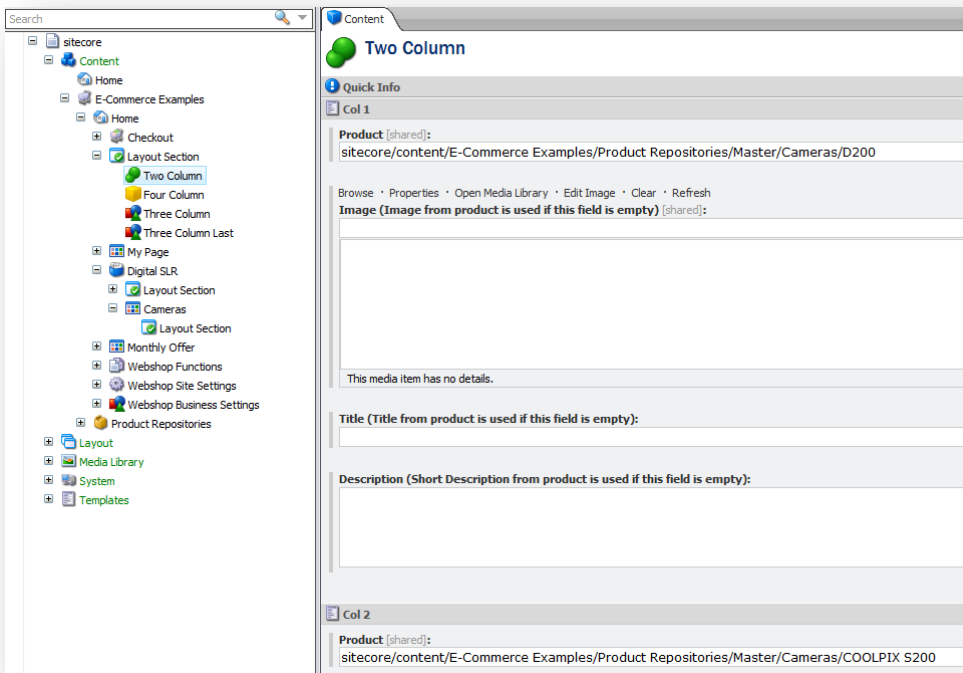 Search
sitecore
Content
Home
E-Commerce Examples
Home
Checkout
Layout Section
Two Column
Four Column
Three Column
Three Column Last
My Page
Digital SLR
Layout Section
Cameras
Layout Section
Monthly Offer
Webshop Functions
Webshop Site Settings
Webshop Business Settings
Product Repositories
Layout
Media Library
System
Templates
Content
Two Column
Quick Info
Col 1
Product [shared]:
sitecore/content/E-Commerce Examples/Product Repositories/Master/Cameras/D200
Browse · Properties · Open Media Library · Edit Image · Clear · Refresh
Image (Image from product is used if this field is empty) [shared]:
This media item has no details.
Title (Title from product is used if this field is empty):
Description (Short Description from product is used if this field is empty):
Col 2
Product [shared]:
sitecore/content/E-Commerce Examples/Product Repositories/Master/Cameras/COOLPIX S200